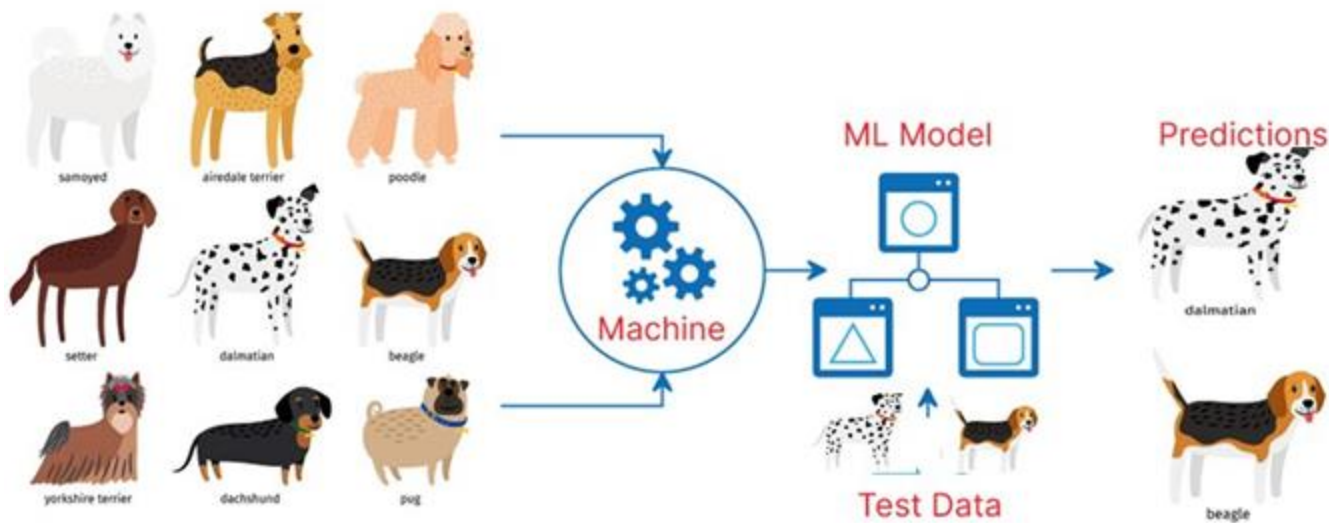 samoyed
airedale terrier
poodle
setter
dalmatian
beagle
yorkshire terrier
dachshund
pug
Machine
ML Model
Test Data
Predictions
dalmatian
beagle